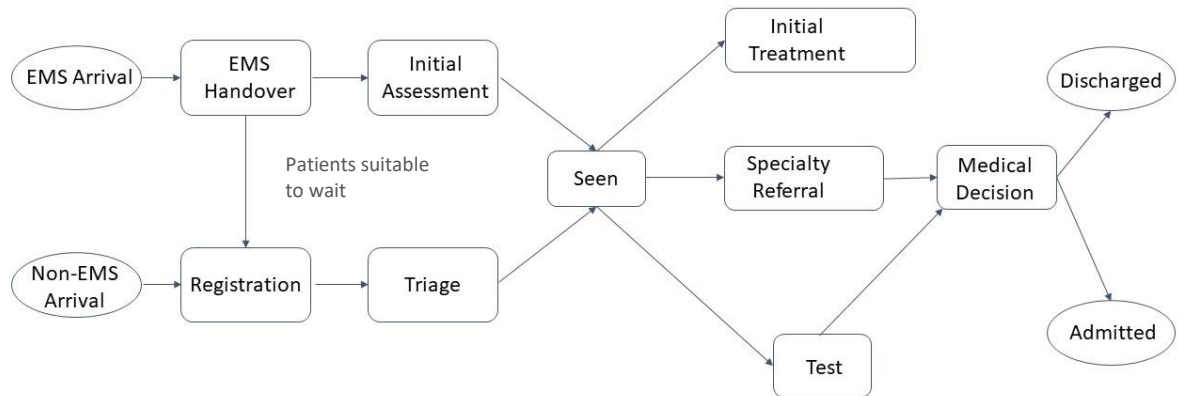 EMS Arrival
EMS
Handover
Initial
Assessment
Patients suitable
to wait
Non-EMS
Arrival
Registration
Triage
Seen
Initial
Treatment
Specialty
Referral
Test
Medical
Decision
Discharged
Admitted